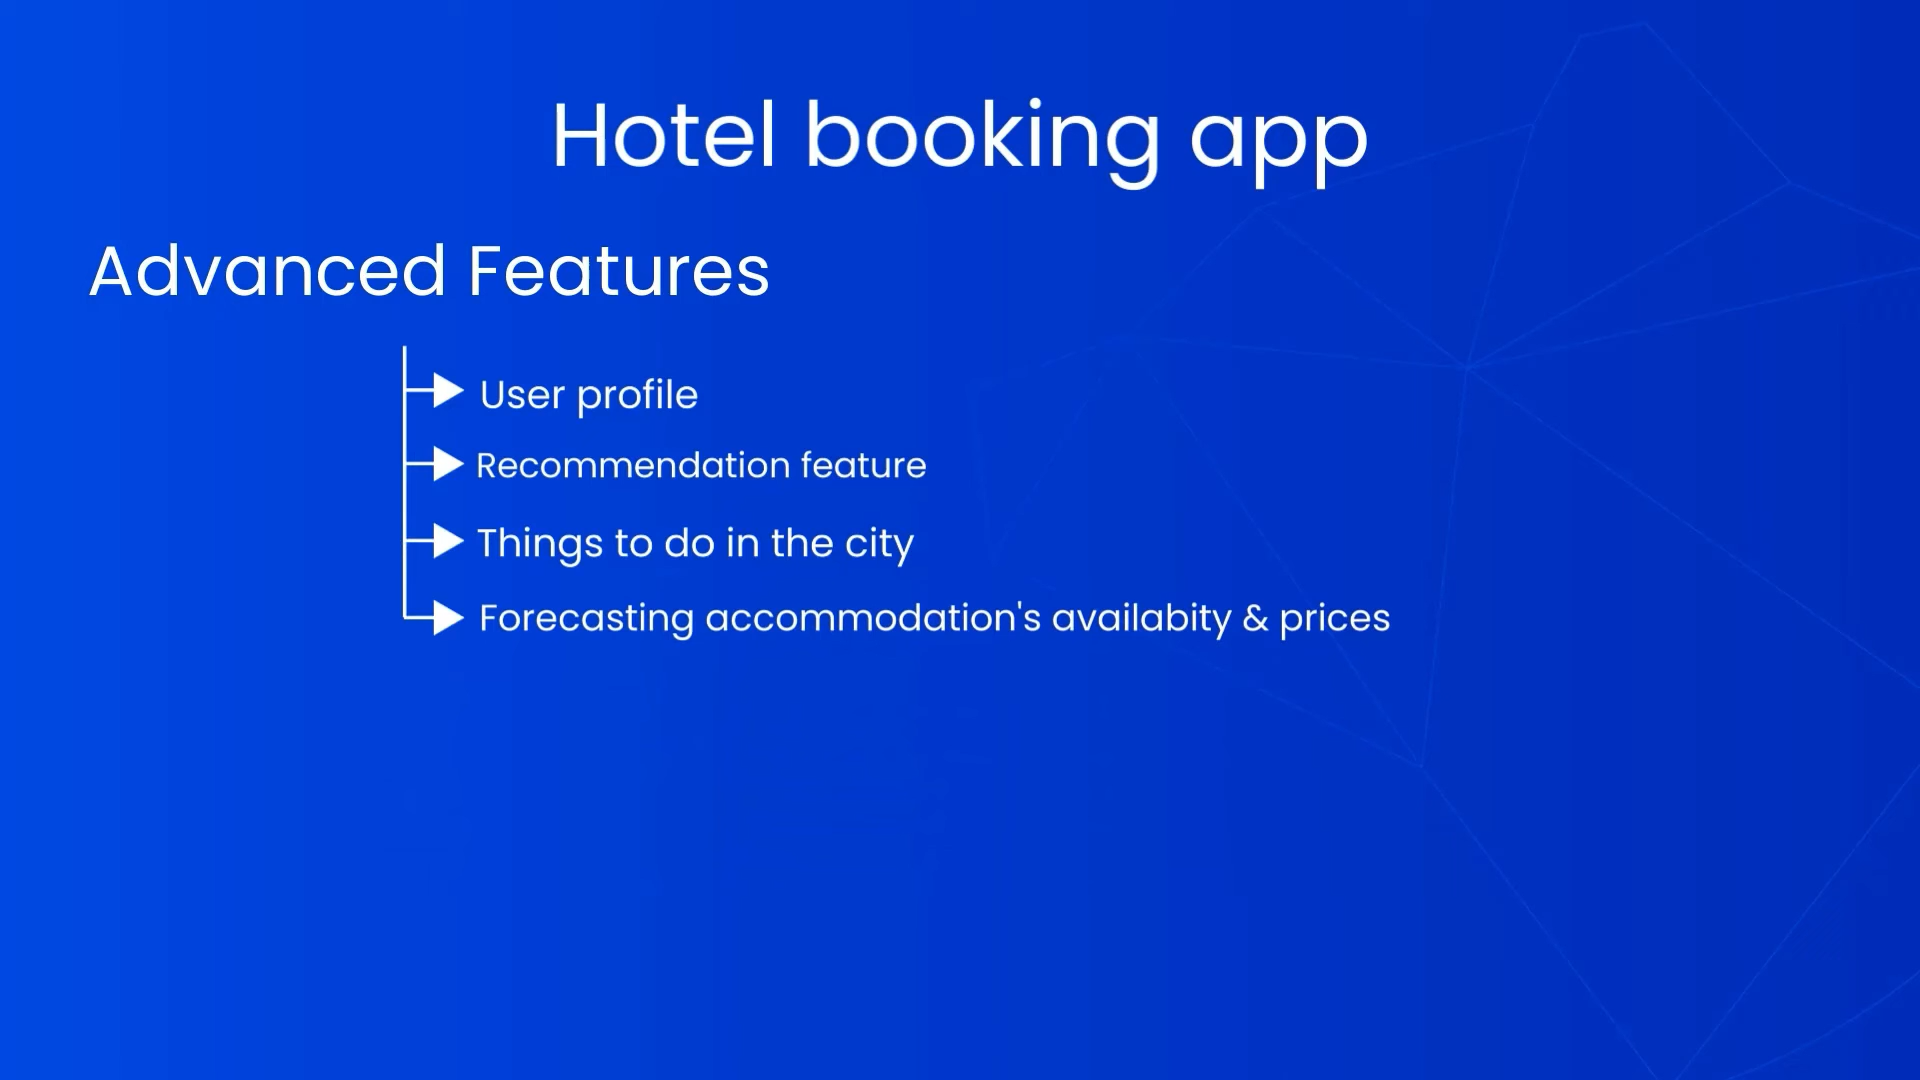 Hotel booking app
Advanced Features
User profile
Recommendation feature
Things to do in the city
Forecasting accommodation's availabity & prices